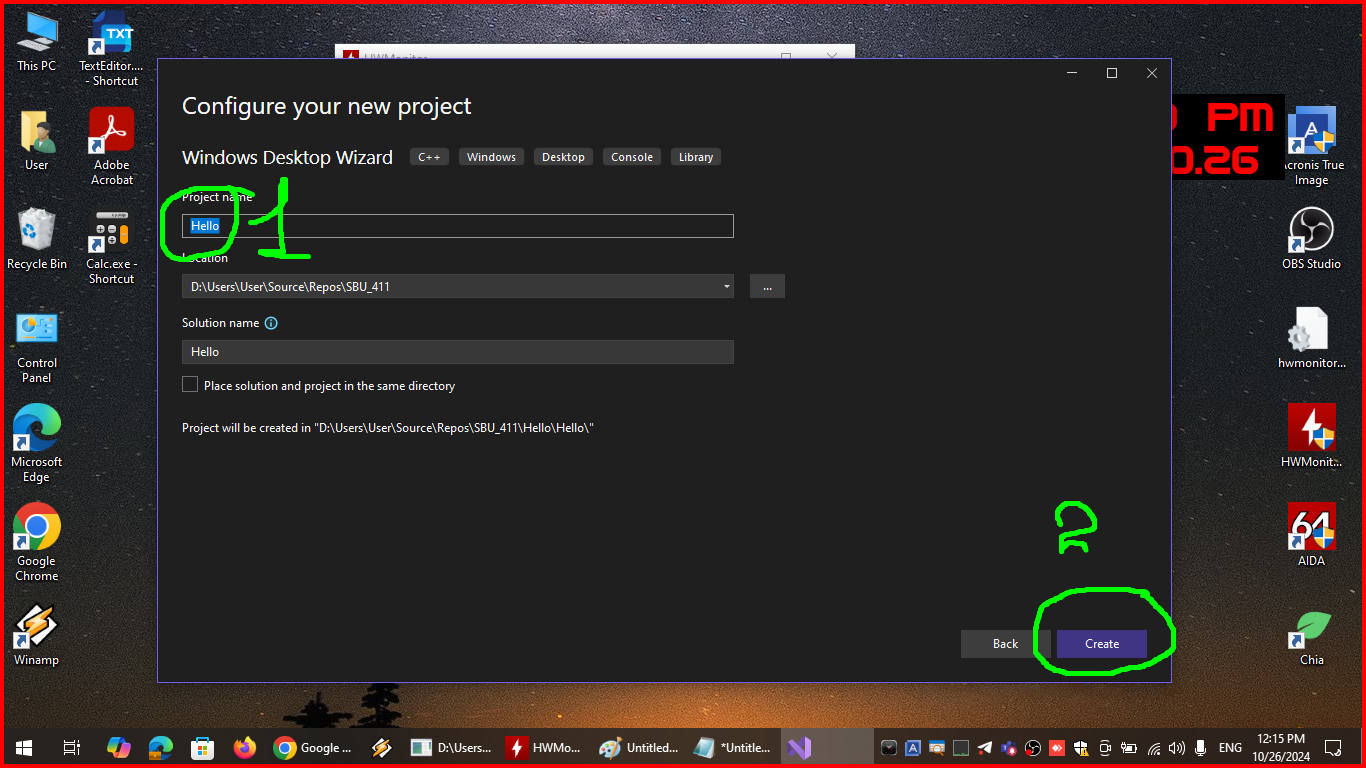 This PC
TextEditor....
- Shortcut
User
Adobe
Acrobat
Recycle Bin
Calc.exe -
Shortcut
Control
Panel
Microsoft
Edge
Google
Chrome
Winamp
HWMonitor
Configure your new project
Windows Desktop Wizard
C++
Windows
Desktop
Console
Library
Project name
Hello
1
Location
D:\Users\User\Source\Repos\SBU_411
...
Solution name
Hello
Place solution and project in the same directory
Project will be created in "D:\Users\User\Source\Repos\SBU_411\Hello\Hello\"
2
Back
Create
PM
0.26
Acronis True
Image
OBS Studio
hwmonitor...
HWMonit...
64
AIDA
Chia
Google ...
D:\Users...
HWMo...
Untitled...
*Untitle...
ENG
12:15 PM
10/26/2024